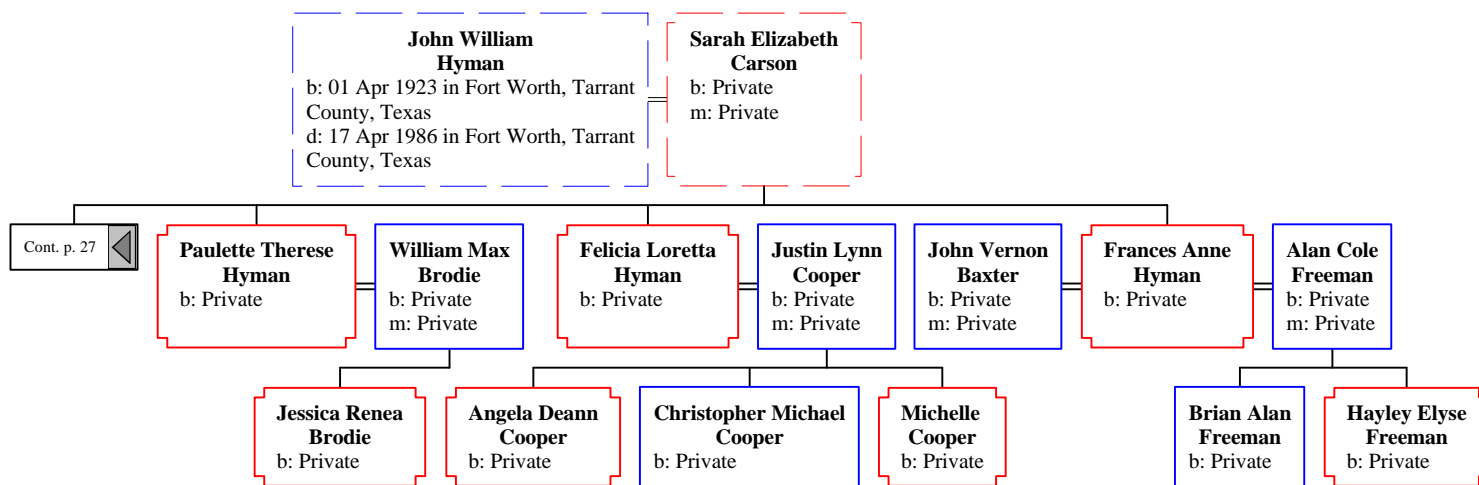 John William
Hyman
b: 01 Apr 1923 in Fort Worth, Tarrant
County, Texas
d: 17 Apr 1986 in Fort Worth, Tarrant
County, Texas
Sarah Elizabeth
Carson
b: Private
m: Private
Cont. p. 27
Paulette Therese
Hyman
b: Private
William Max
Brodie
b: Private
m: Private
Felicia Loretta
Hyman
b: Private
Justin Lynn
Cooper
b: Private
m: Private
John Vernon
Baxter
b: Private
m: Private
Frances Anne
Hyman
b: Private
Alan Cole
Freeman
b: Private
m: Private
Jessica Renea
Brodie
b: Private
Angela Deann
Cooper
b: Private
Christopher Michael
Cooper
b: Private
Michelle
Cooper
b: Private
Brian Alan
Freeman
b: Private
Hayley Elyse
Freeman
b: Private